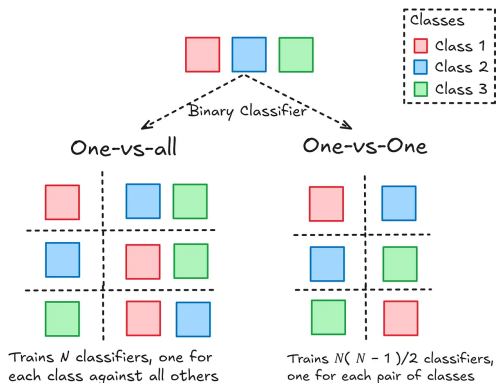 Classes
Class 1
Class 2
Class 3
Binary Classifier
One-vs-all
One-vs-One
Trains N classifiers, one for
each class against all others
Trains N( N - 1)/2 classifiers,
one for each pair of classes